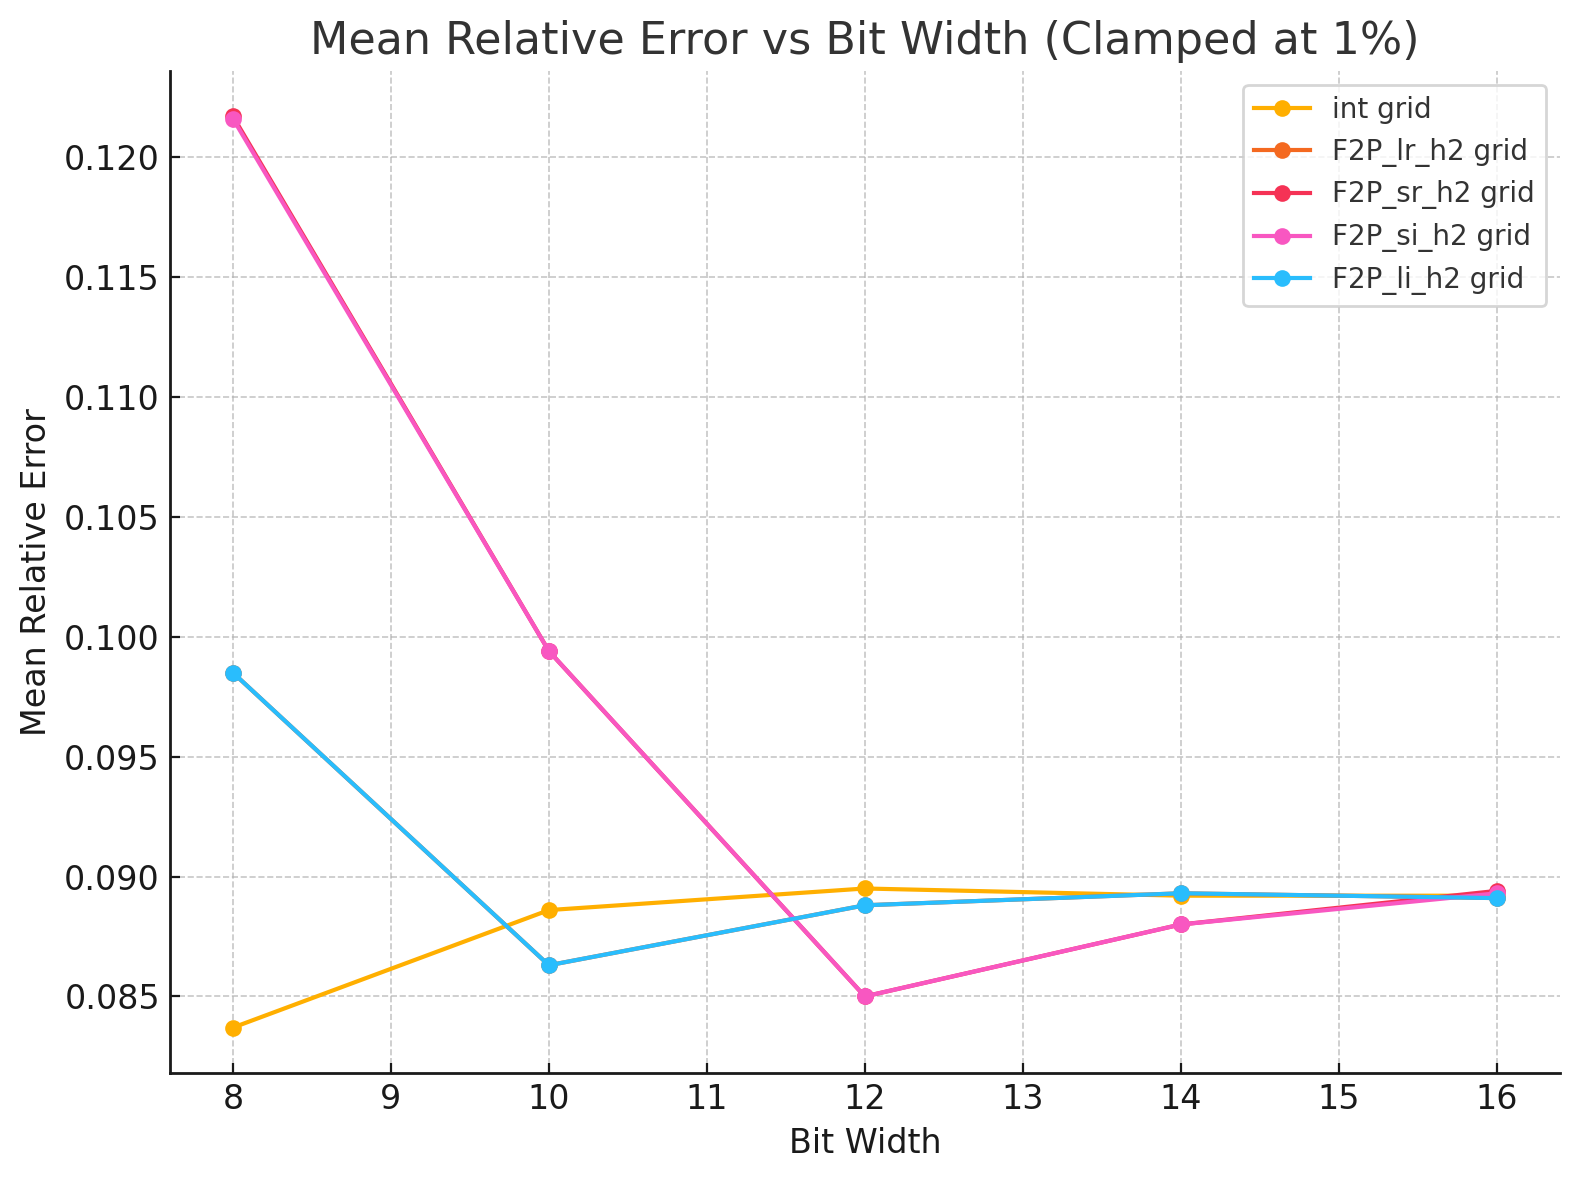 Mean Relative Error vs Bit Width (Clamped at 1%)
int grid
F2P_lr_h2 grid
F2P_sr_h2 grid
F2P_si_h2 grid
F2P_li_h2 grid
Mean Relative Error
0.120
0.115
0.110
0.105
0.100
0.095
0.090
0.085
8 9 10 11 12 13 14 15 16
Bit Width